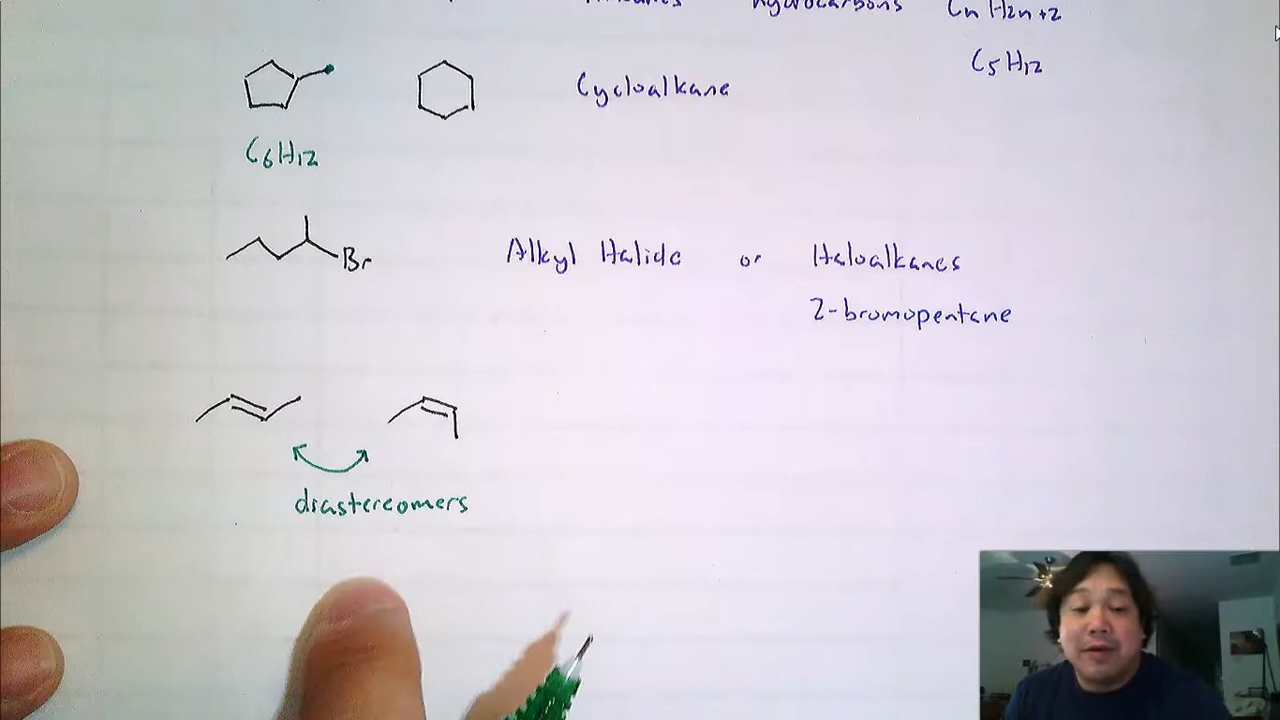 hydrocarbons CnH2n+2
C5H12
Cycloalkane
C6H12
Br
Alkyl Halide or Haloalkanes
2-bromopentane
diastereomers